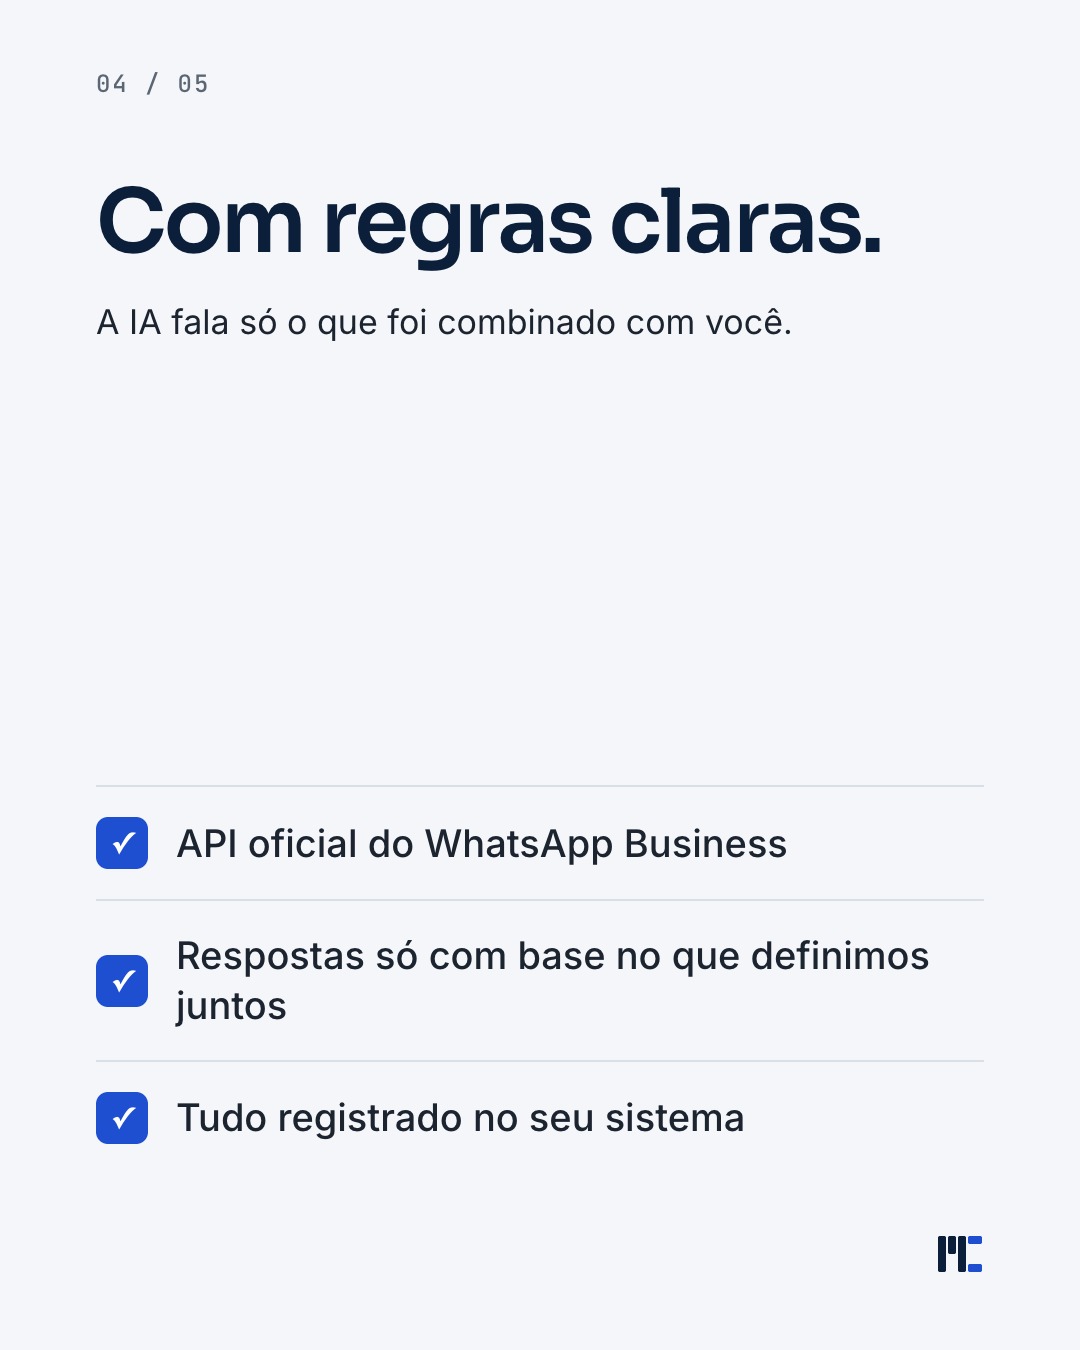 04 / 05
Com regras claras.
A IA fala só o que foi combinado com você.
API oficial do WhatsApp Business
Respostas só com base no que definimos
juntos
Tudo registrado no seu sistema
MC